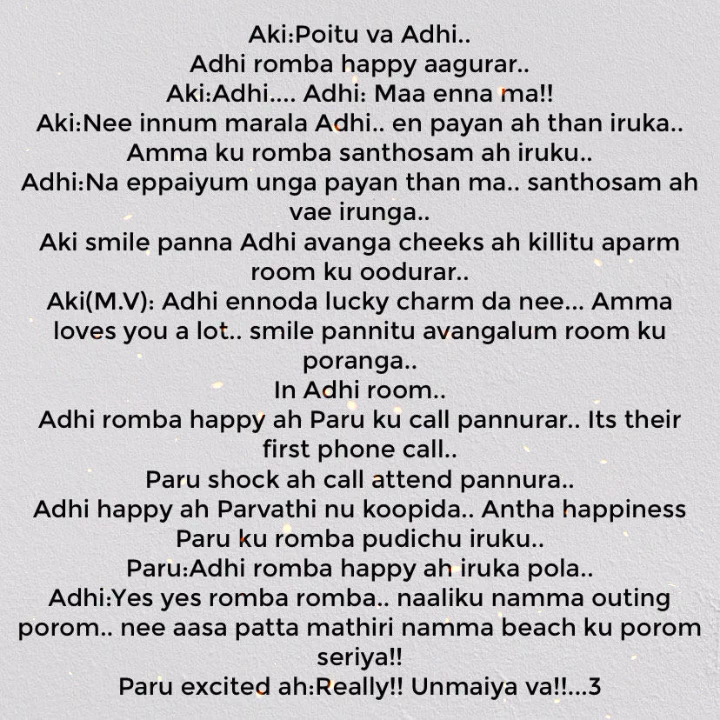 Aki:Poitu va Adhi..
Adhi romba happy aagurar..
Aki:Adhi.... Adhi: Maa enna ma!!
Aki:Nee innum marala Adhi.. en payan ah than iruka..
Amma ku romba santhosam ah iruku..
Adhi:Na eppaiyum unga payan than ma.. santhosam ah
vae irunga..
Aki smile panna Adhi avanga cheeks ah killitu aparm
room ku oodurar..
Aki(M.V): Adhi ennoda lucky charm da nee... Amma
loves you a lot.. smile pannitu avangalum room ku
poranga..
In Adhi room..
Adhi romba happy ah Paru ku call pannurar.. Its their
first phone call..
Paru shock ah call attend pannura..
Adhi happy ah Parvathi nu koopida.. Antha happiness
Paru ku romba pudichu iruku..
Paru:Adhi romba happy ah iruka pola..
Adhi:Yes yes romba romba.. naaliku namma outing
porom.. nee aasa patta mathiri namma beach ku porom
seriya!!
Paru excited ah:Really!! Unmaiya va!!...3